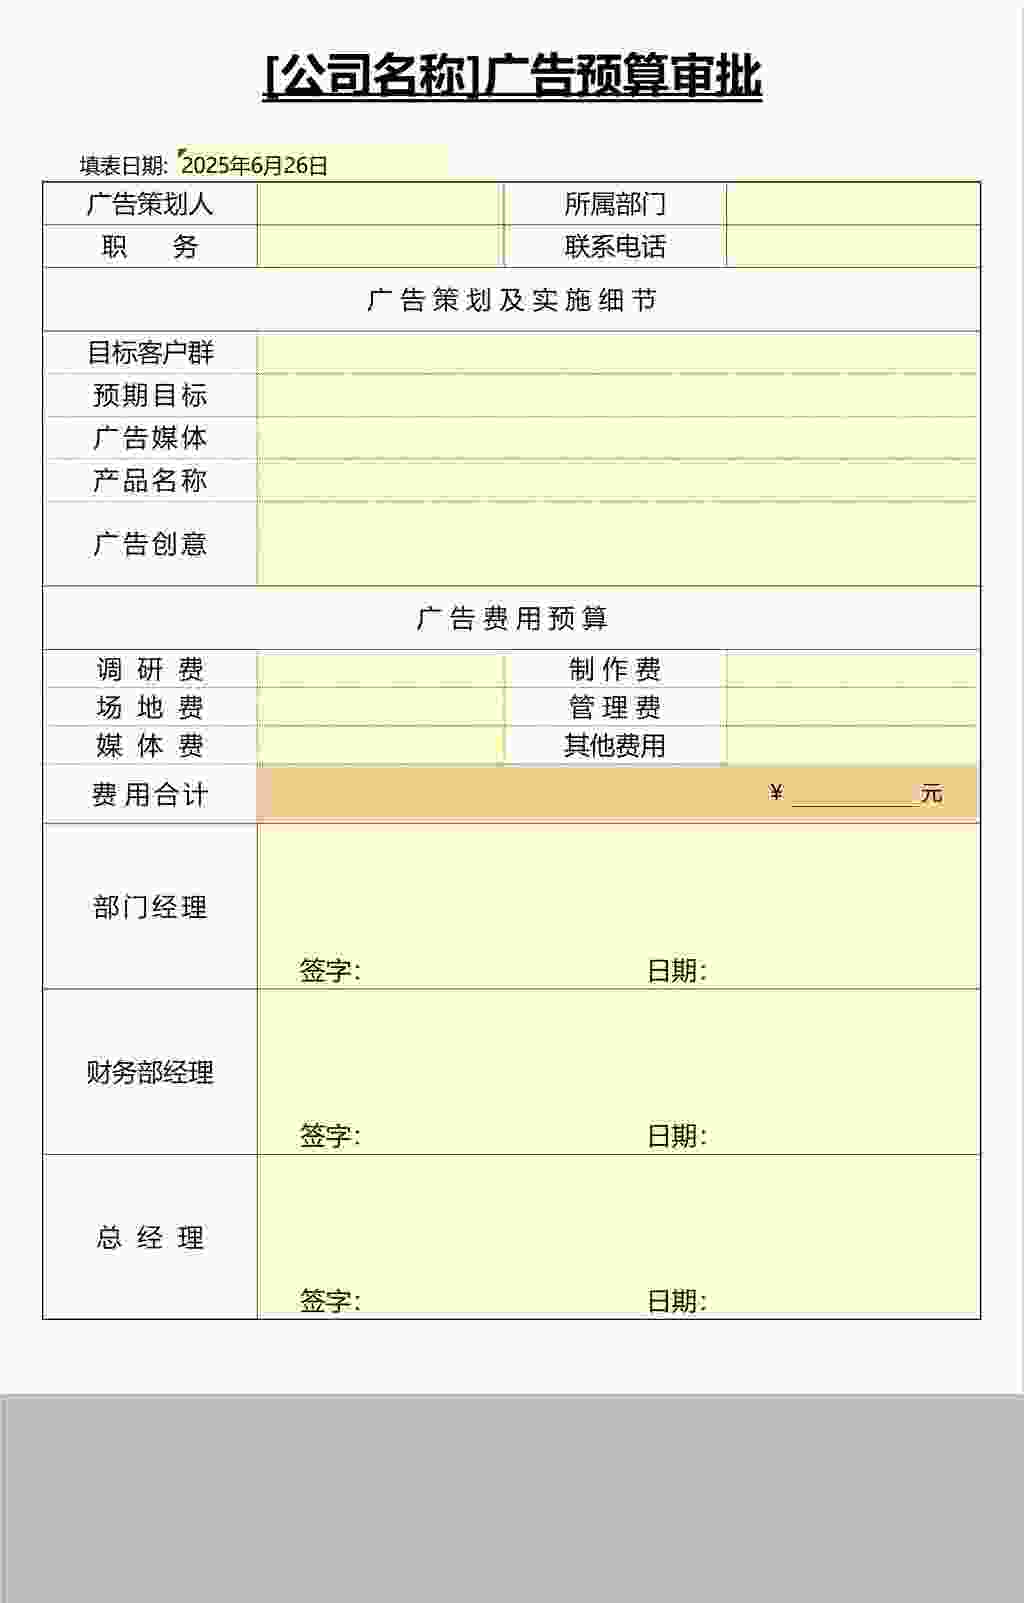 [公司名称]广告预算审批
填表日期: 2025年6月26日
广告策划人 所属部门
职 务 联系电话
广告策划及实施细节
目标客户群
预期目标
广告媒体
产品名称
广告创意
广告费用预算
调 研 费 制 作 费
场 地 费 管 理 费
媒 体 费 其他费用
费用合计 ￥ __________ 元
部门经理
签字： 日期：
财务部经理
签字： 日期：
总 经 理
签字： 日期：